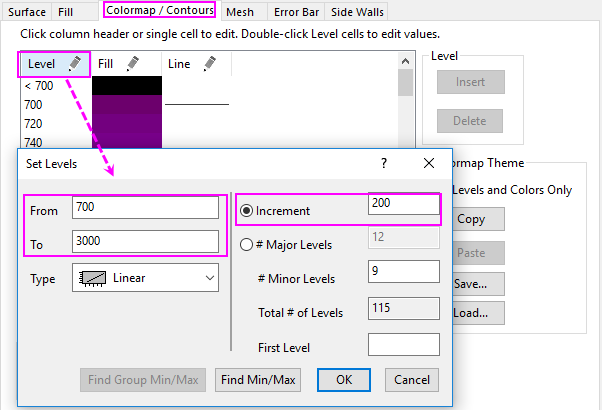 Surface Fill Colormap / Contours Mesh Error Bar Side Walls
Click column header or single cell to edit. Double-click Level cells to edit values.
Level Fill Line
< 700
700
720
740
Level
Insert
Delete
ormap Theme
Levels and Colors Only
Copy
Paste
Save...
Load...
Set Levels ?
From 700
To 3000
Type Linear
Increment 200
# Major Levels 12
# Minor Levels 9
Total # of Levels 115
First Level
Find Group Min/Max Find Min/Max OK Cancel